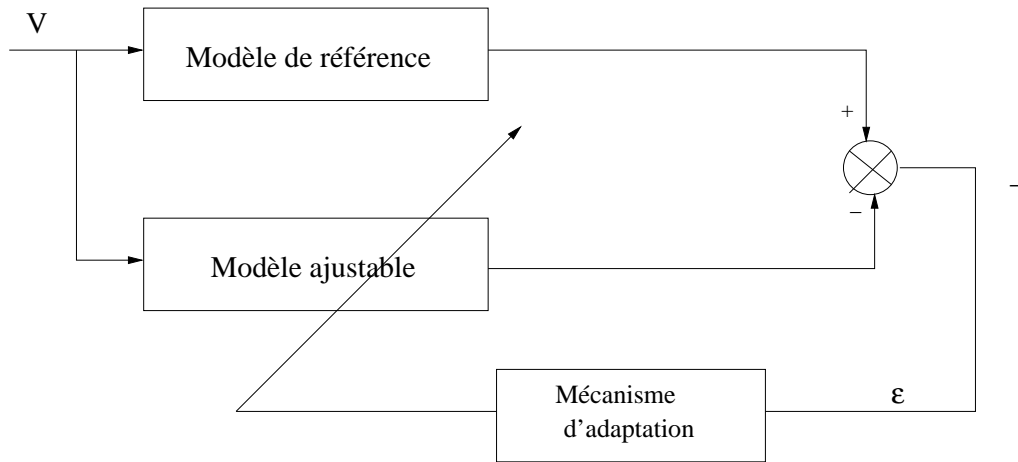 V
Modèle de référence
+
−
−
Modèle ajustable
Mécanisme
d'adaptation
ε